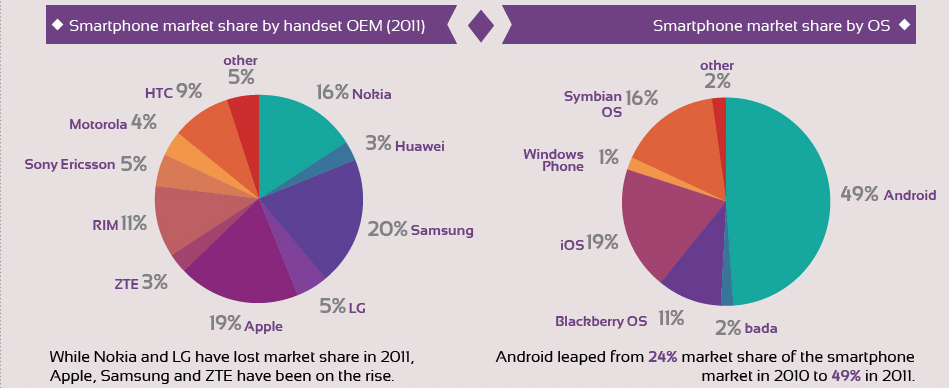 Smartphone market share by handset OEM (2011)
other
5%
16% Nokia
3% Huawei
20% Samsung
5% LG
19% Apple
ZTE 3%
RIM 11%
Sony Ericsson 5%
Motorola 4%
HTC 9%
While Nokia and LG have lost market share in 2011,
Apple, Samsung and ZTE have been on the rise.
Smartphone market share by OS
other
2%
49% Android
2% bada
Blackberry OS 11%
iOS 19%
Windows
Phone
1%
Symbian
OS
16%
Android leaped from 24% market share of the smartphone
market in 2010 to 49% in 2011.